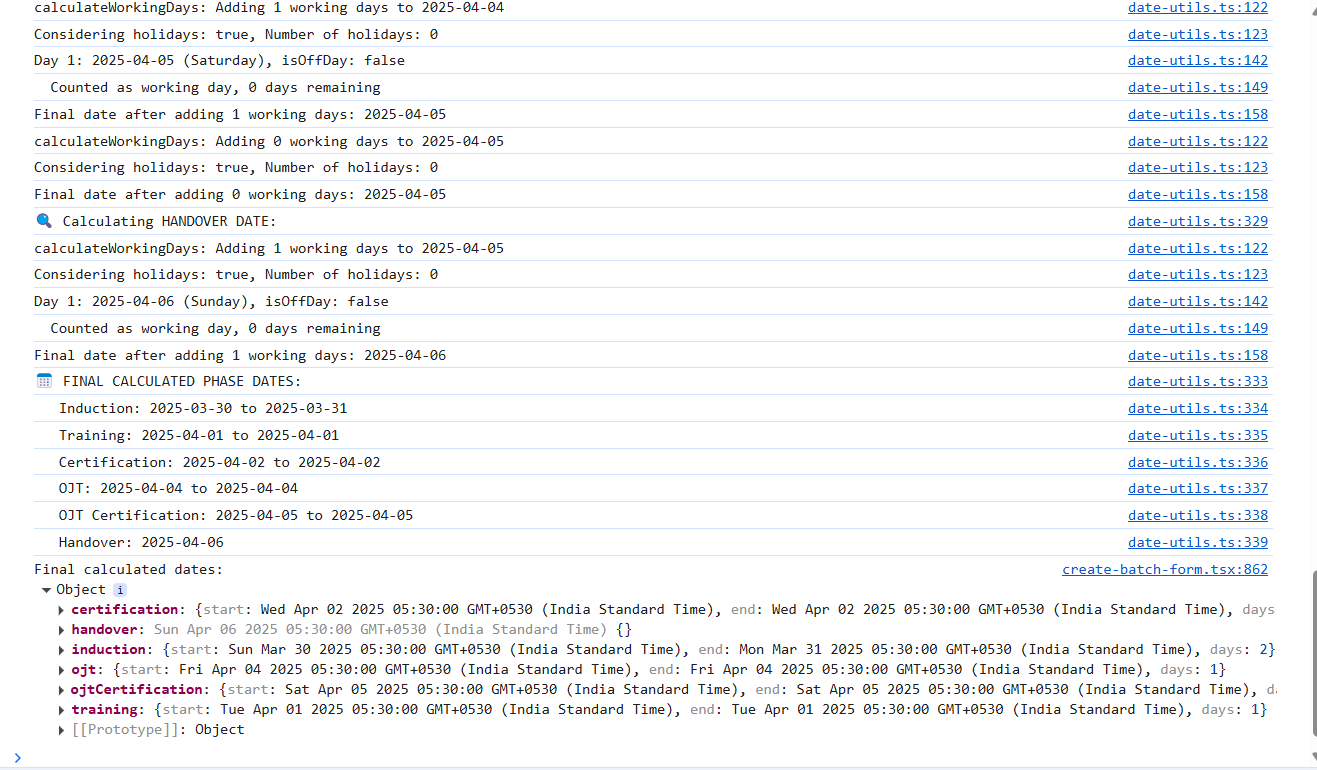 calculateWorkingDays: Adding 1 working days to 2025-04-04 date-utils.ts:122
Considering holidays: true, Number of holidays: 0 date-utils.ts:123
Day 1: 2025-04-05 (Saturday), isOffDay: false date-utils.ts:142
Counted as working day, 0 days remaining date-utils.ts:149
Final date after adding 1 working days: 2025-04-05 date-utils.ts:158
calculateWorkingDays: Adding 0 working days to 2025-04-05 date-utils.ts:122
Considering holidays: true, Number of holidays: 0 date-utils.ts:123
Final date after adding 0 working days: 2025-04-05 date-utils.ts:158
🔍 Calculating HANDOVER DATE: date-utils.ts:329
calculateWorkingDays: Adding 1 working days to 2025-04-05 date-utils.ts:122
Considering holidays: true, Number of holidays: 0 date-utils.ts:123
Day 1: 2025-04-06 (Sunday), isOffDay: false date-utils.ts:142
Counted as working day, 0 days remaining date-utils.ts:149
Final date after adding 1 working days: 2025-04-06 date-utils.ts:158
📅 FINAL CALCULATED PHASE DATES: date-utils.ts:333
Induction: 2025-03-30 to 2025-03-31 date-utils.ts:334
Training: 2025-04-01 to 2025-04-01 date-utils.ts:335
Certification: 2025-04-02 to 2025-04-02 date-utils.ts:336
OJT: 2025-04-04 to 2025-04-04 date-utils.ts:337
OJT Certification: 2025-04-05 to 2025-04-05 date-utils.ts:338
Handover: 2025-04-06 date-utils.ts:339
Final calculated dates: create-batch-form.tsx:862
▼ Object i
▶ certification: {start: Wed Apr 02 2025 05:30:00 GMT+0530 (India Standard Time), end: Wed Apr 02 2025 05:30:00 GMT+0530 (India Standard Time), days
▶ handover: Sun Apr 06 2025 05:30:00 GMT+0530 (India Standard Time) {}
▶ induction: {start: Sun Mar 30 2025 05:30:00 GMT+0530 (India Standard Time), end: Mon Mar 31 2025 05:30:00 GMT+0530 (India Standard Time), days: 2}
▶ ojt: {start: Fri Apr 04 2025 05:30:00 GMT+0530 (India Standard Time), end: Fri Apr 04 2025 05:30:00 GMT+0530 (India Standard Time), days: 1}
▶ ojtCertification: {start: Sat Apr 05 2025 05:30:00 GMT+0530 (India Standard Time), end: Sat Apr 05 2025 05:30:00 GMT+0530 (India Standard Time),
▶ training: {start: Tue Apr 01 2025 05:30:00 GMT+0530 (India Standard Time), end: Tue Apr 01 2025 05:30:00 GMT+0530 (India Standard Time), days: 1}
▶ [[Prototype]]: Object